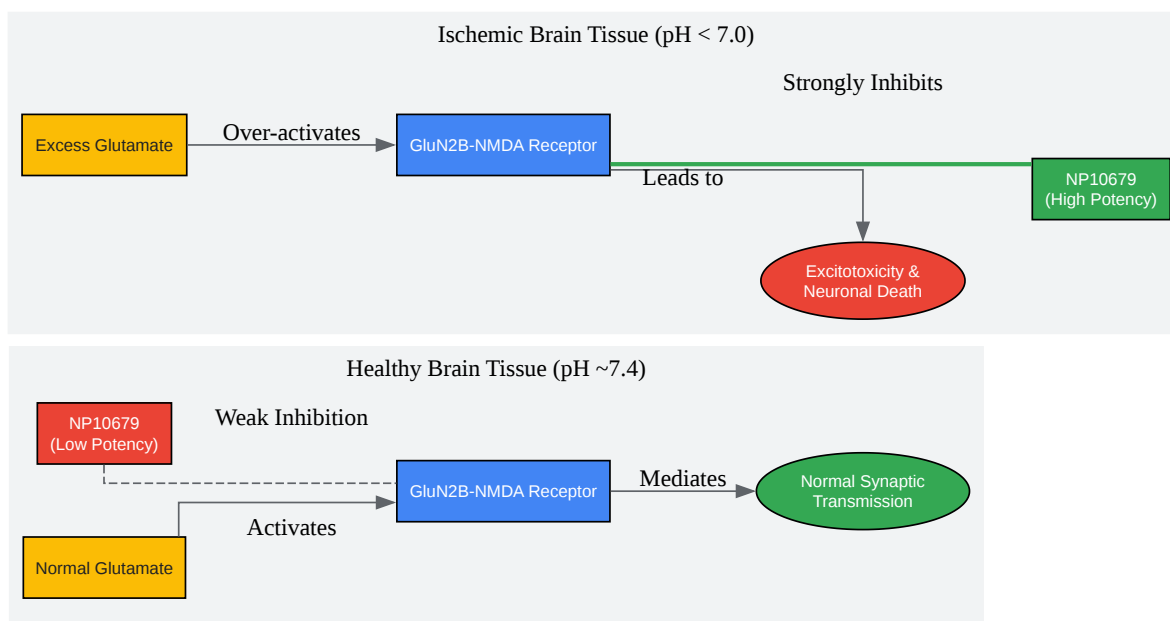 Ischemic Brain Tissue (pH < 7.0)
Strongly Inhibits
Excess Glutamate
Over-activates
GluN2B-NMDA Receptor
Leads to
NP10679
(High Potency)
Excitotoxicity &
Neuronal Death
Healthy Brain Tissue (pH ~7.4)
NP10679
(Low Potency)
Weak Inhibition
GluN2B-NMDA Receptor
Mediates
Normal Synaptic
Transmission
Activates
Normal Glutamate